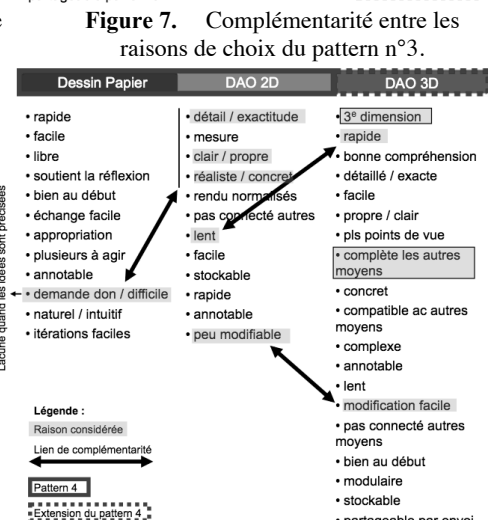 Figure 7. Complémentarité entre les
raisons de choix du pattern n°3.
Dessin Papier
• rapide
• facile
• libre
• soutient la réflexion
• bien au début
• échange facile
• appropriation
• plusieurs à agir
• annotable
• demande don / difficile
• naturel / intuitif
• itérations faciles
DAO 2D
• détail / exactitude
• mesure
• clair / propre
• réaliste / concret
• rendu normalisés
• pas connecté autres
• lent
• facile
• stockable
• rapide
• annotable
• peu modifiable
DAO 3D
• 3e dimension
• rapide
• bonne compréhension
• détaillé / exacte
• facile
• propre / clair
• pls points de vue
• complète les autres
moyens
• concret
• compatible ac autres
moyens
• complexe
• annotable
• lent
• modification facile
• pas connecté autres
moyens
• bien au début
• modulaire
• stockable
• partageable par envoi
Lacune quand les idées sont précisées
Légende :
Raison considérée
Lien de complémentarité
Pattern 4
Extension du pattern 4